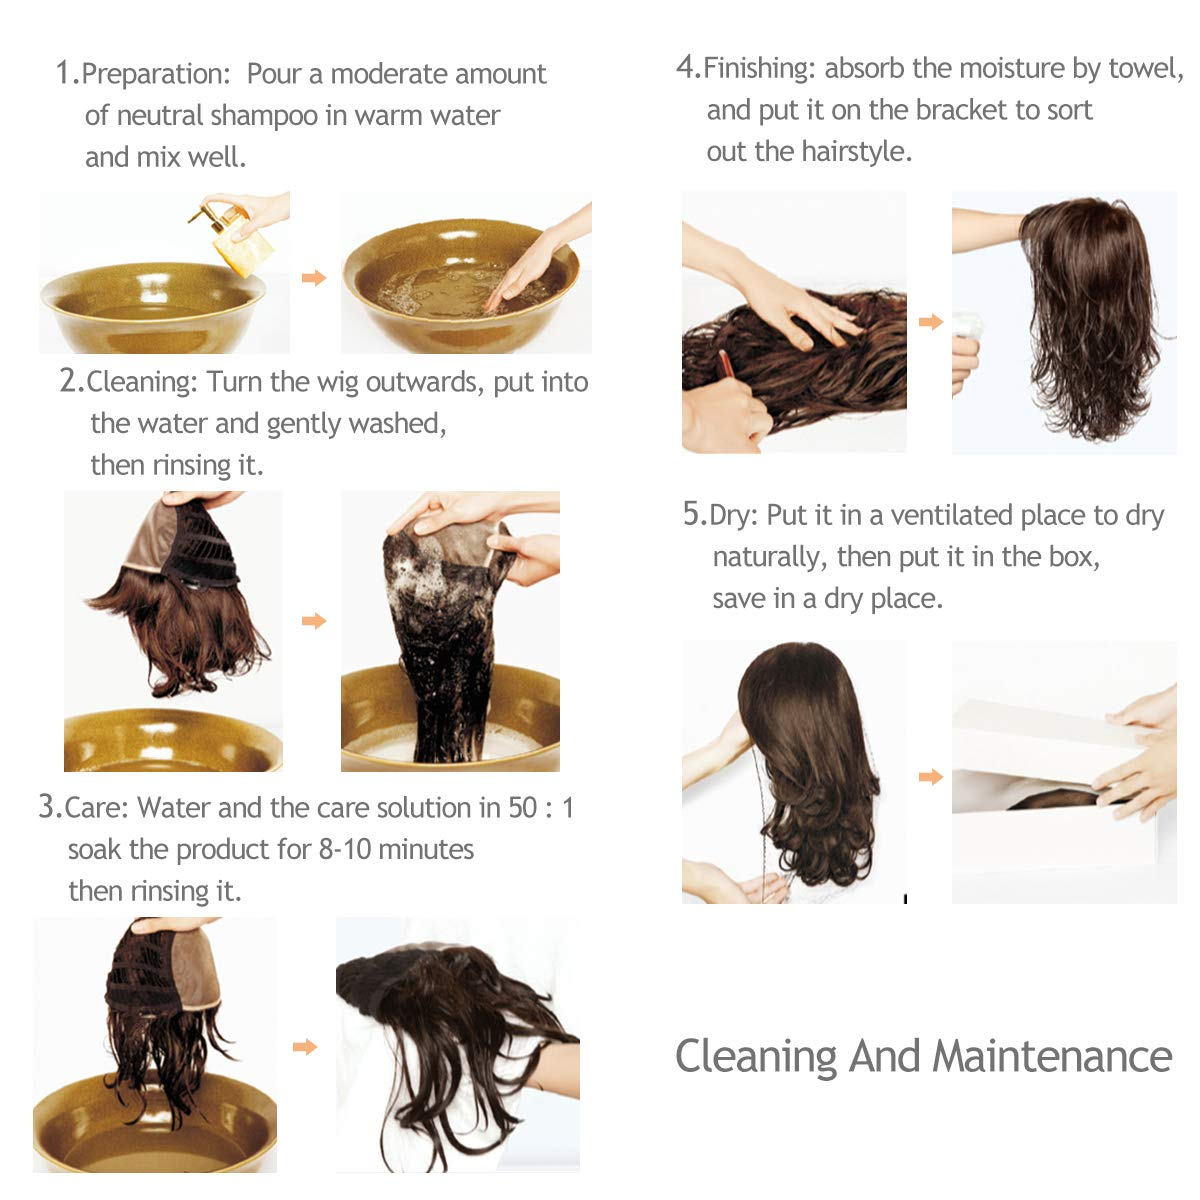 1.Preparation: Pour a moderate amount
of neutral shampoo in warm water
and mix well.
2.Cleaning: Turn the wig outwards, put into
the water and gently washed,
then rinsing it.
3.Care: Water and the care solution in 50 : 1
soak the product for 8-10 minutes
then rinsing it.
4.Finishing: absorb the moisture by towel,
and put it on the bracket to sort
out the hairstyle.
5.Dry: Put it in a ventilated place to dry
naturally, then put it in the box,
save in a dry place.
Cleaning And Maintenance